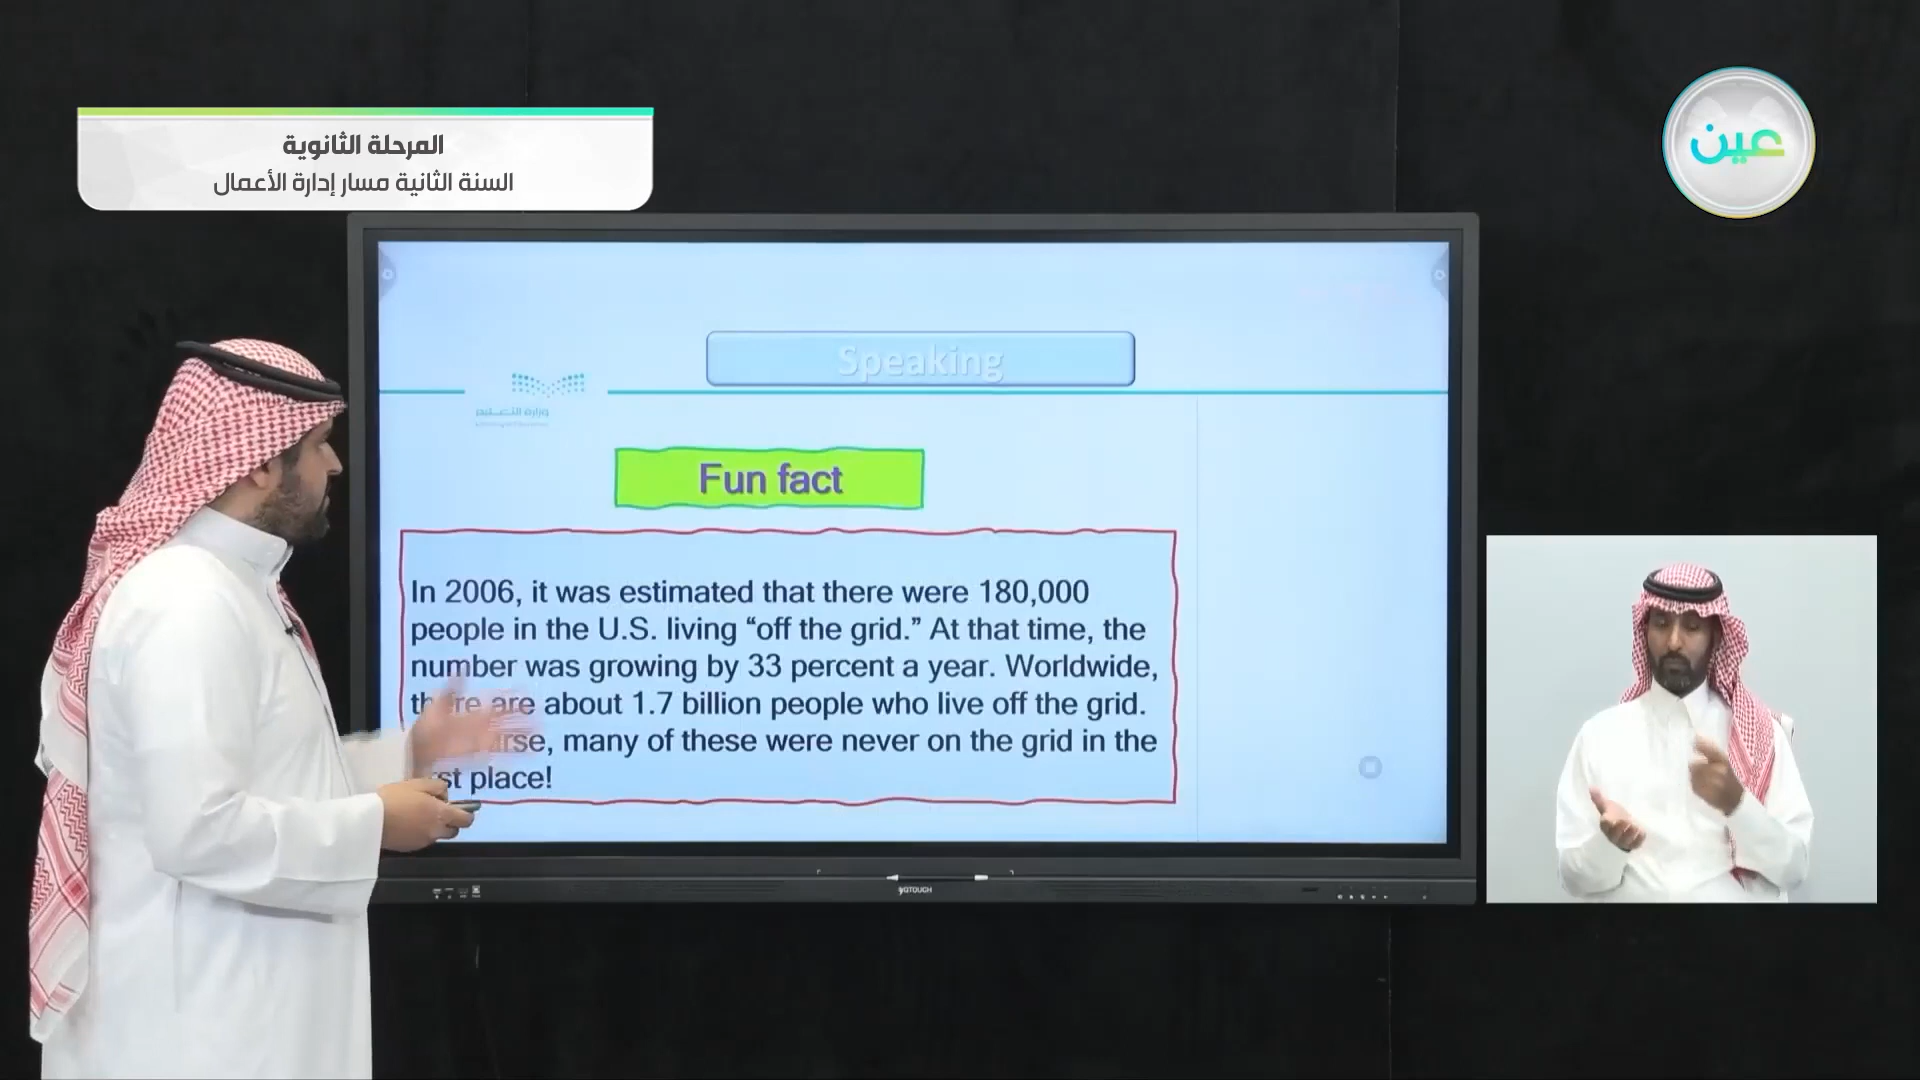 المرحلة الثانوية
السنة الثانية مسار إدارة الأعمال
عين
Speaking
وزارة التعليم
Fun fact
In 2006, it was estimated that there were 180,000
people in the U.S. living “off the grid.” At that time, the
number was growing by 33 percent a year. Worldwide,
are about 1.7 billion people who live off the grid.
many of these were never on the grid in the
place!
YQTOUCH